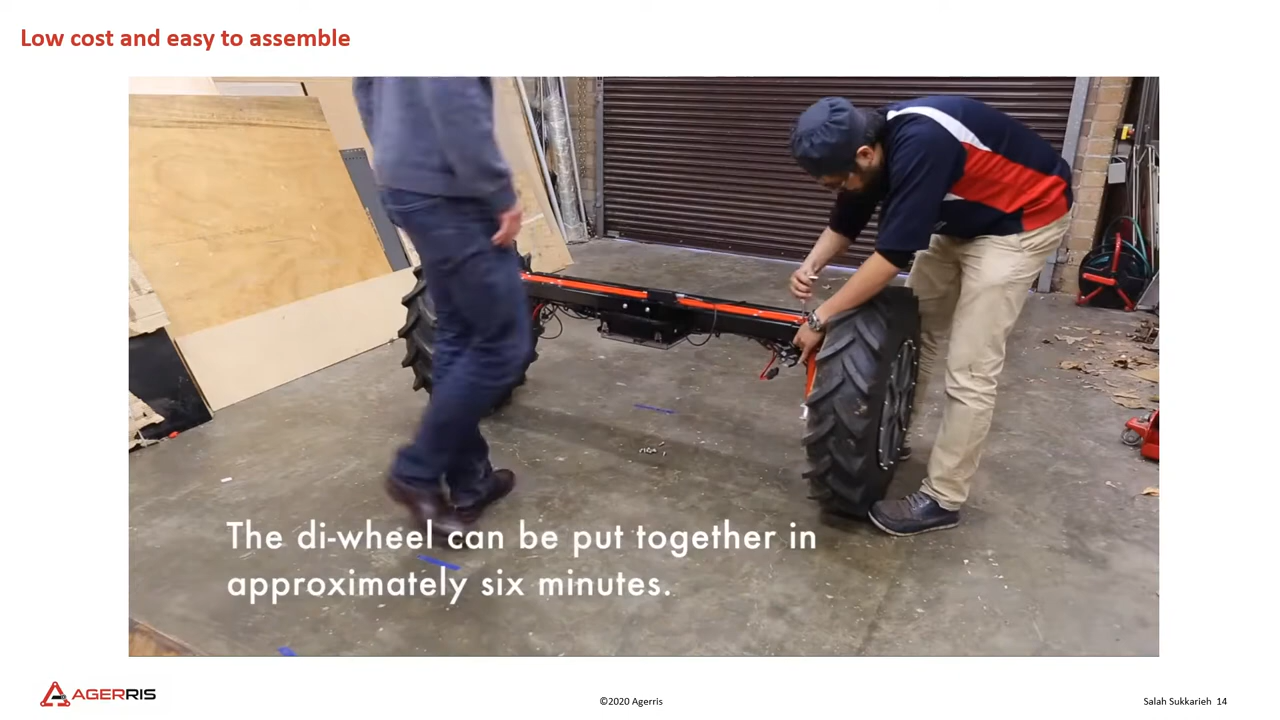 Low cost and easy to assemble
The di-wheel can be put together in
approximately six minutes.
AGERRIS
©2020 Agerris
Salah Sukkarieh 14